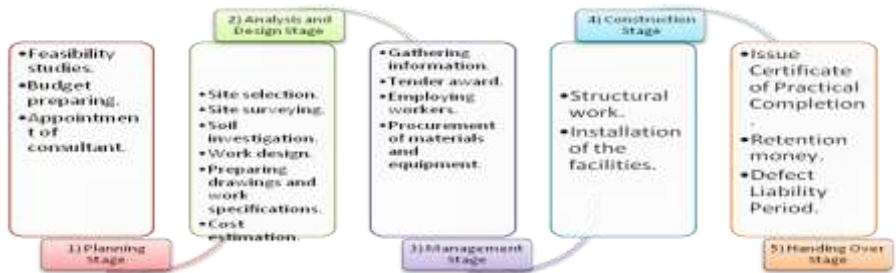 •Feasibility
studies.
•Budget
preparing.
•Appointmen
t of
consultant.
1) Planning
Stage
2) Analysis and
Design Stage
•Site selection.
•Site surveying.
•Soil
investigation.
•Work design.
•Preparing
drawings and
work
specifications.
•Cost
estimation.
•Gathering
information.
•Tender award.
•Employing
workers.
•Procurement
of materials
and
equipment.
3) Management
Stage
4) Construction
Stage
•Structural
work.
•Installation
of the
facilities.
•Issue
Certificate
of Practical
Completion
.
•Retention
money.
•Defect
Liability
Period.
5) Handing Over
Stage